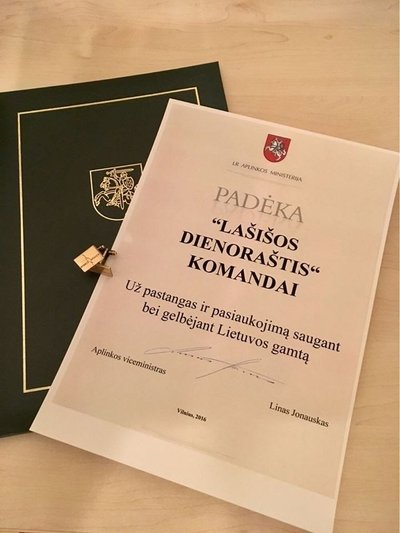 LR APLINKOS MINISTERIJA
PADĖKA
“LAŠIŠOS
DIENORAŠTIS“
KOMANDAI
Už pastangas ir pasiaukojimą saugant
bei gelbėjant Lietuvos gamtą
Aplinkos viceministras
Linas Jonauskas
Vilnius, 2016